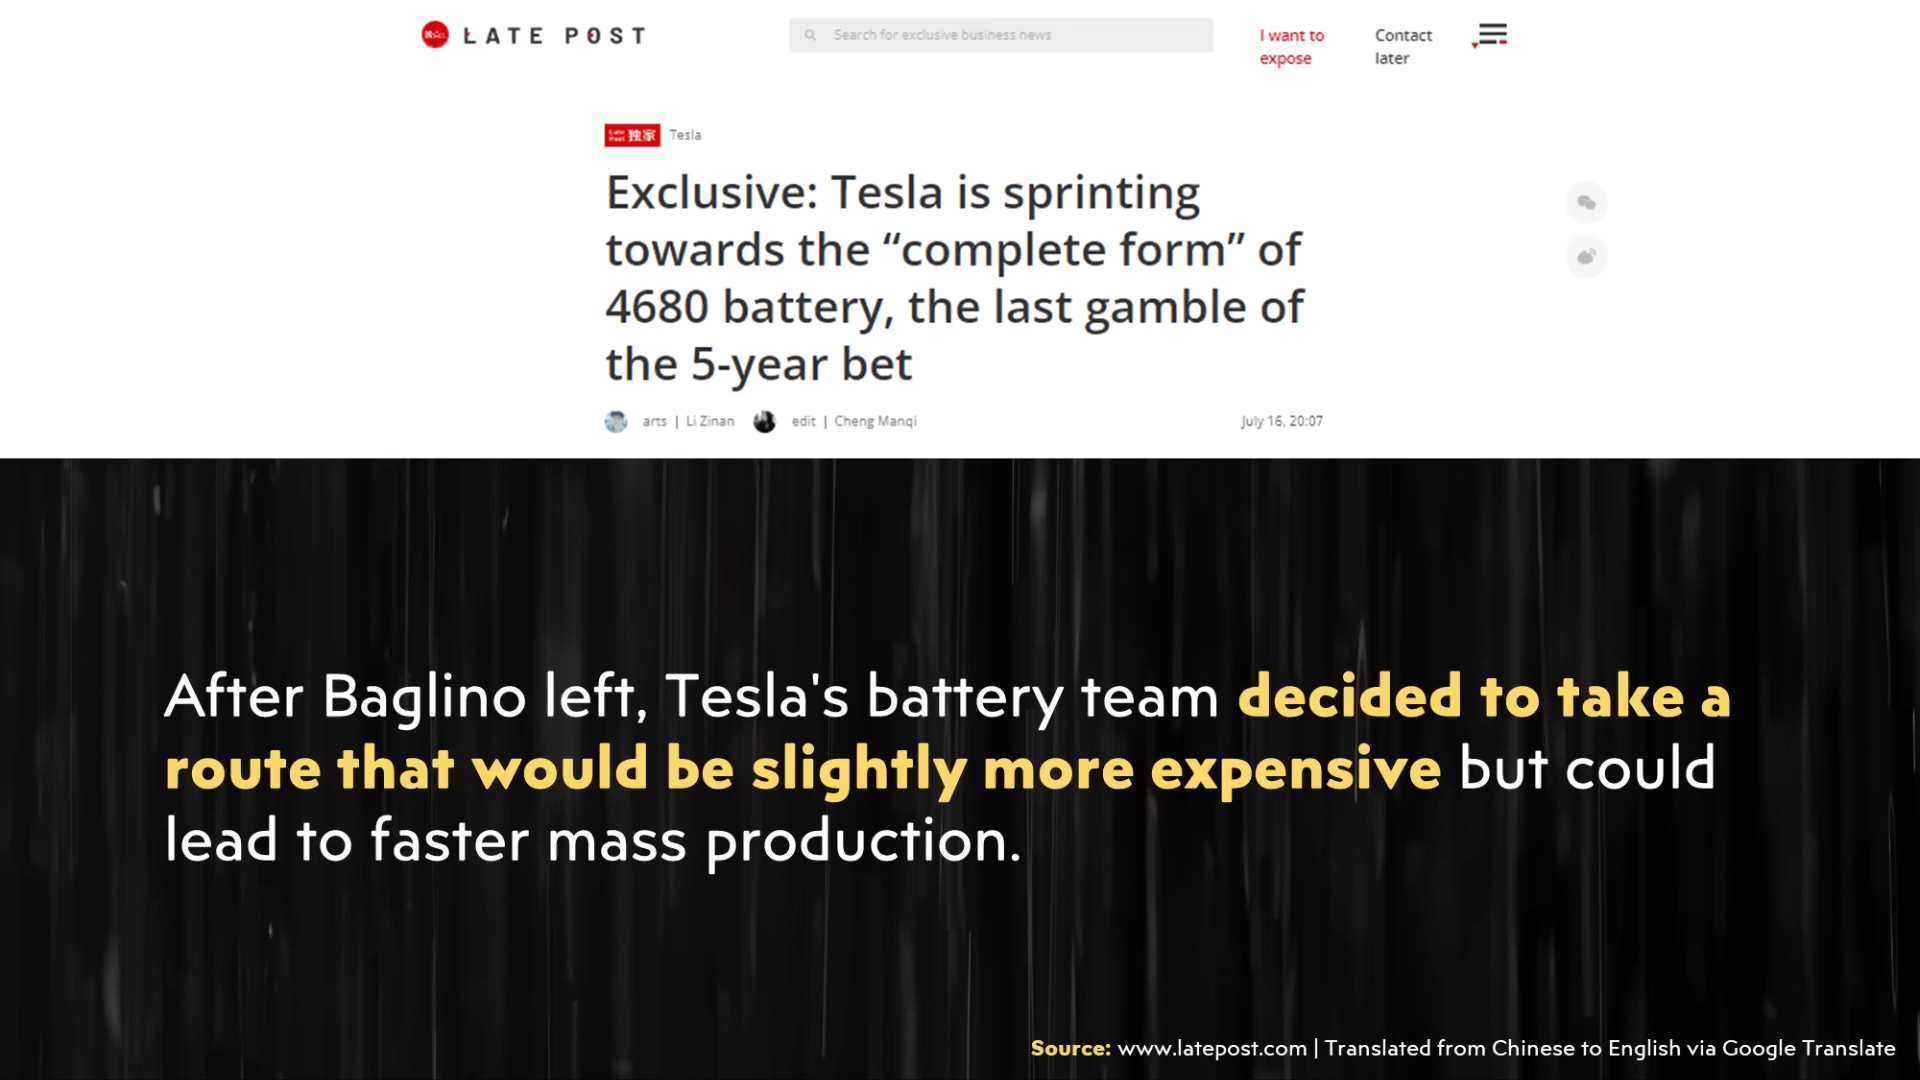 LATE POST
Search for exclusive business news
I want to
expose
Contact
later
Late
Post 独家 Tesla
Exclusive: Tesla is sprinting
towards the “complete form” of
4680 battery, the last gamble of
the 5-year bet
arts | Li Zinan edit | Cheng Manqi July 16, 20:07
After Baglino left, Tesla's battery team decided to take a
route that would be slightly more expensive but could
lead to faster mass production.
Source: www.latepost.com | Translated from Chinese to English via Google Translate